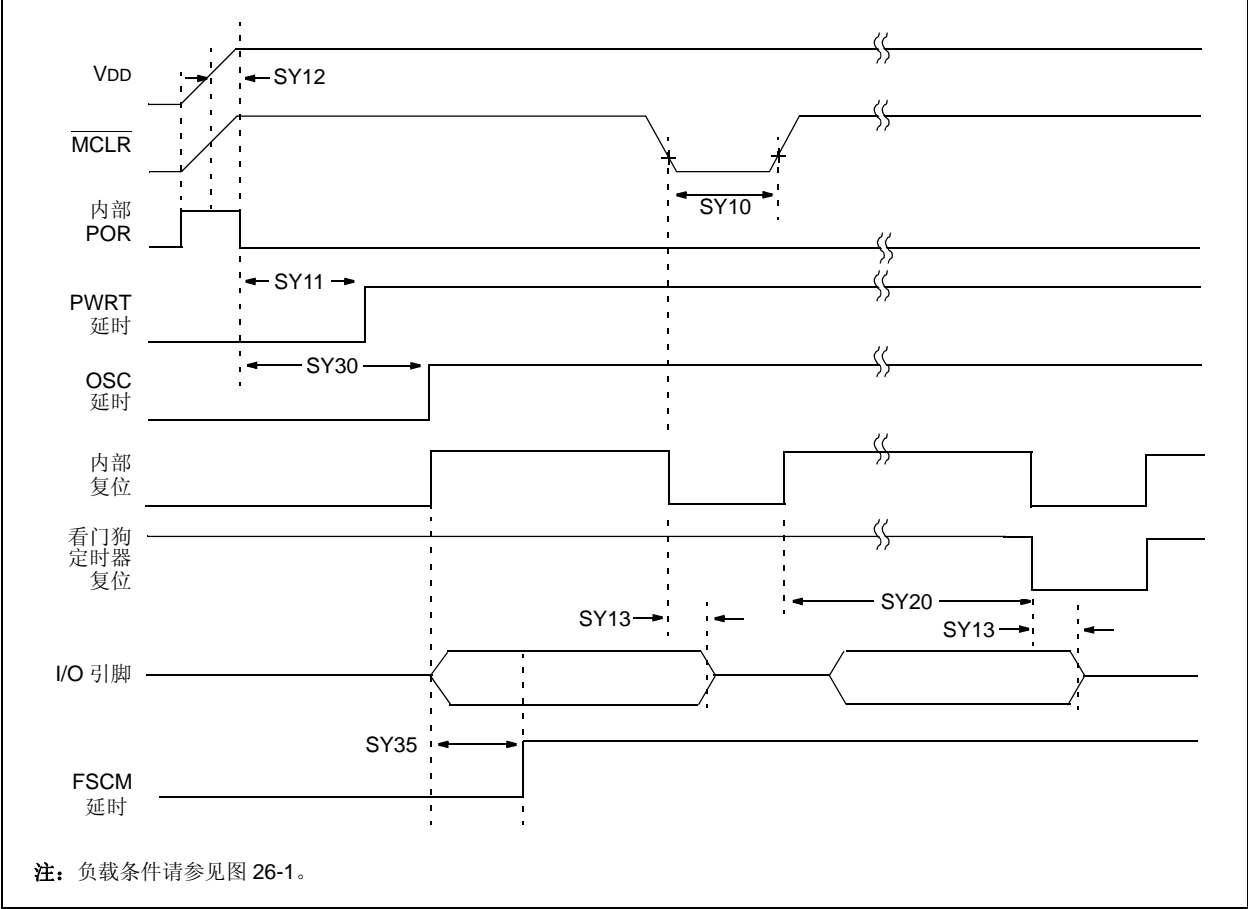 VDD
SY12
MCLR
SY10
内部
POR
SY11
PWRT
延时
SY30
OSC
延时
内部
复位
看门狗
定时器
复位
SY20
SY13
SY13
I/O 引脚
SY35
FSCM
延时
注：负载条件请参见图 26-1。